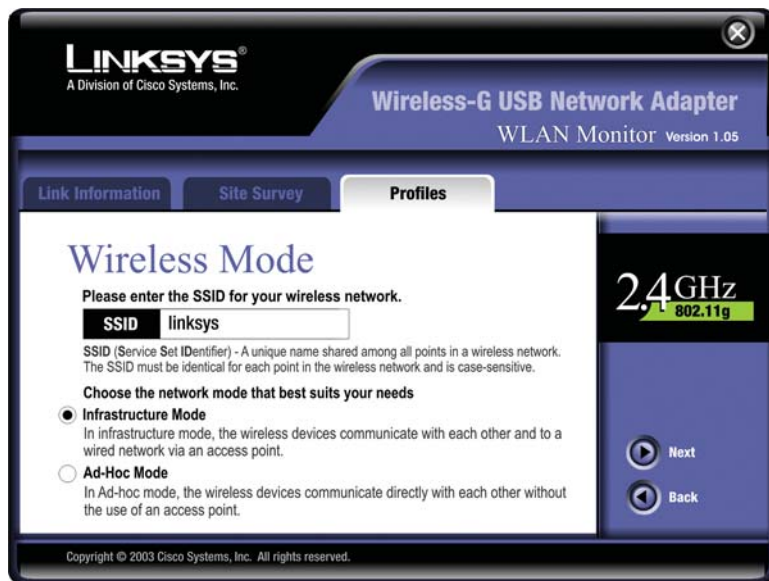 LINKSYS®
A Division of Cisco Systems, Inc.
Wireless-G USB Network Adapter
WLAN Monitor Version 1.05
Link Information
Site Survey
Profiles
Wireless Mode
Please enter the SSID for your wireless network.
SSID linksys
SSID (Service Set IDentifier) - A unique name shared among all points in a wireless network.
The SSID must be identical for each point in the wireless network and is case-sensitive.
Choose the network mode that best suits your needs
Infrastructure Mode
In infrastructure mode, the wireless devices communicate with each other and to a
wired network via an access point.
Ad-Hoc Mode
In Ad-hoc mode, the wireless devices communicate directly with each other without
the use of an access point.
2.4GHz
802.11g
Next
Back
Copyright © 2003 Cisco Systems, Inc. All rights reserved.